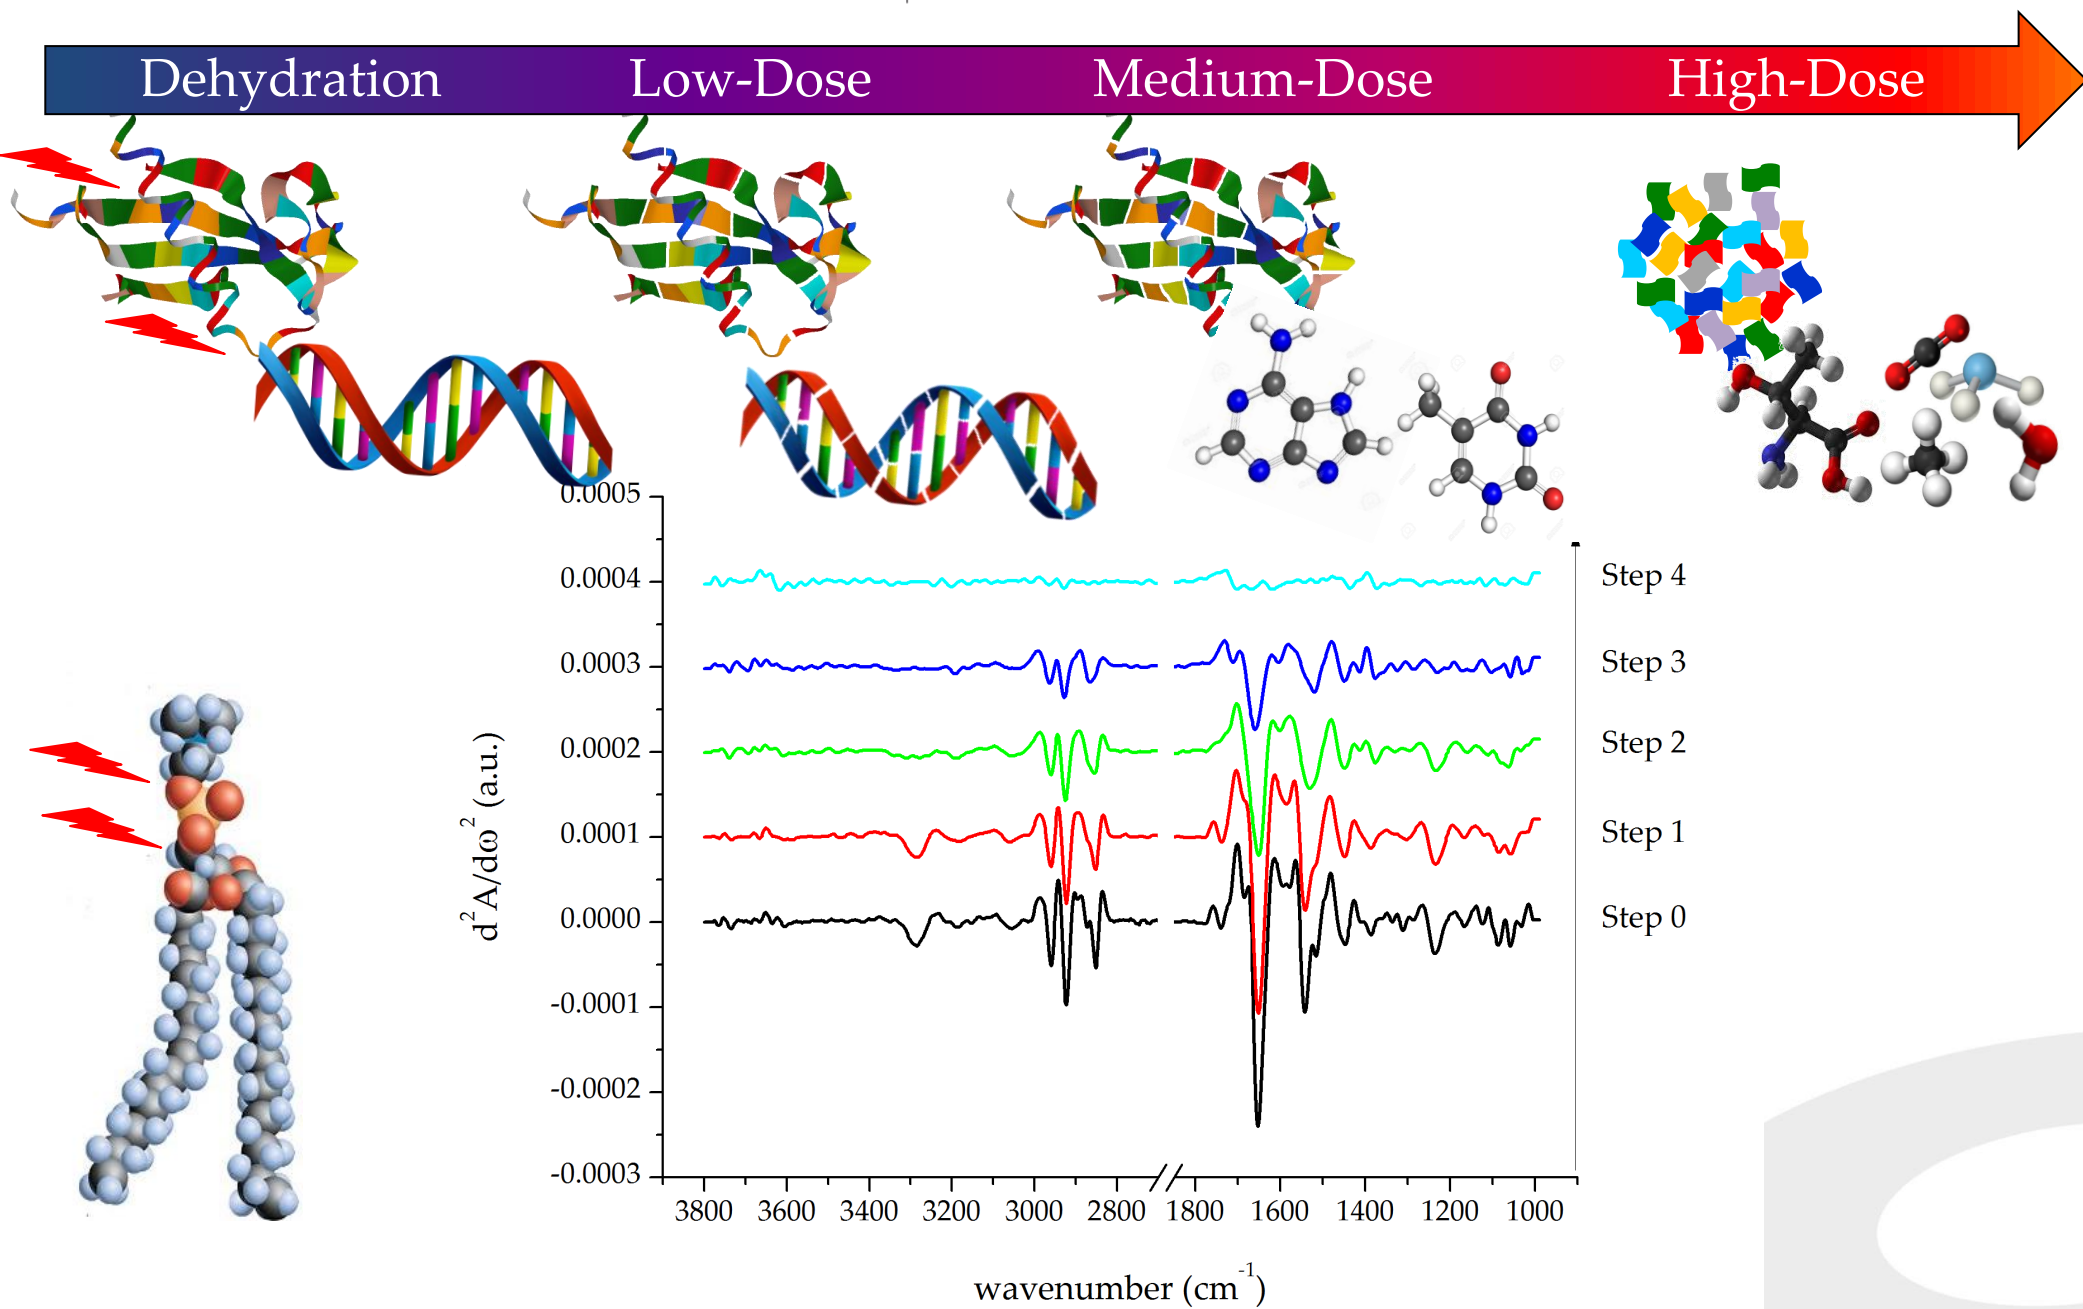 Dehydration Low-Dose Medium-Dose High-Dose
0.0005
0.0004
0.0003
0.0002
0.0001
0.0000
-0.0001
-0.0002
-0.0003
d²A/dω² (a.u.)
Step 4
Step 3
Step 2
Step 1
Step 0
3800 3600 3400 3200 3000 2800 1800 1600 1400 1200 1000
wavenumber (cm⁻¹)